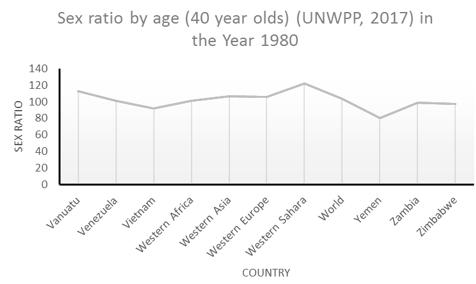 Sex ratio by age (40 year olds) (UNWPP, 2017) in
the Year 1980
140
120
100
80
60
40
20
0
SEX RATIO
Vanuatu
Venezuela
Vietnam
Western Africa
Western Asia
Western Europe
Western Sahara
World
Yemen
Zambia
Zimbabwe
COUNTRY